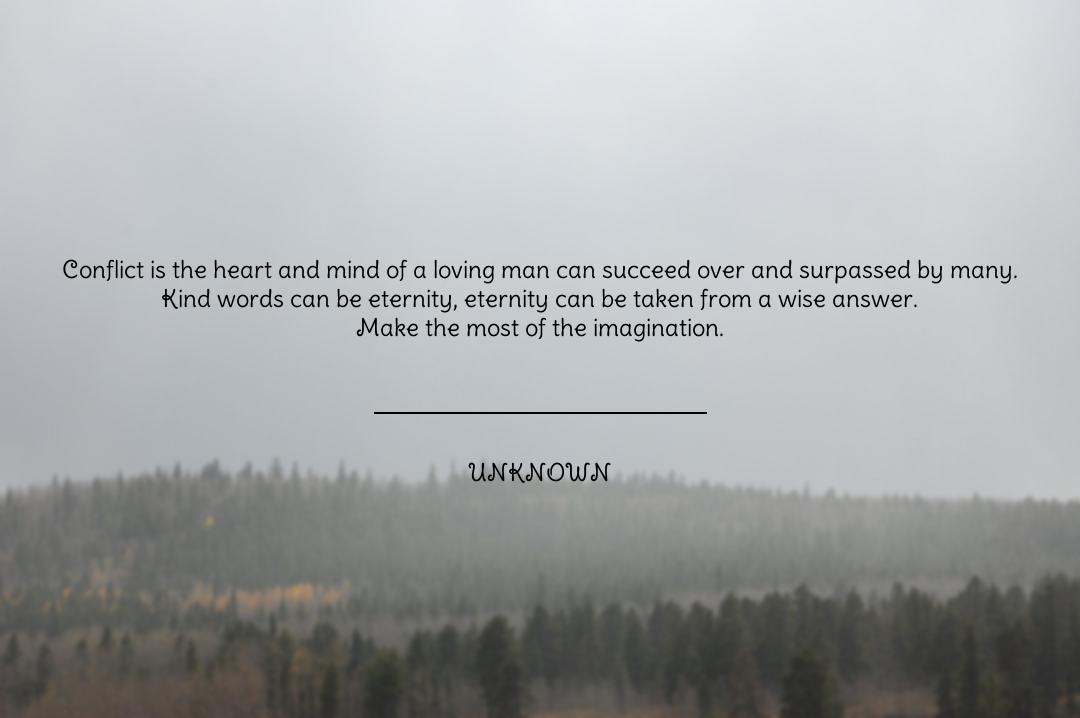 Conflict is the heart and mind of a loving man can succeed over and surpassed by many.
Kind words can be eternity, eternity can be taken from a wise answer.
Make the most of the imagination.
UNKNOWN